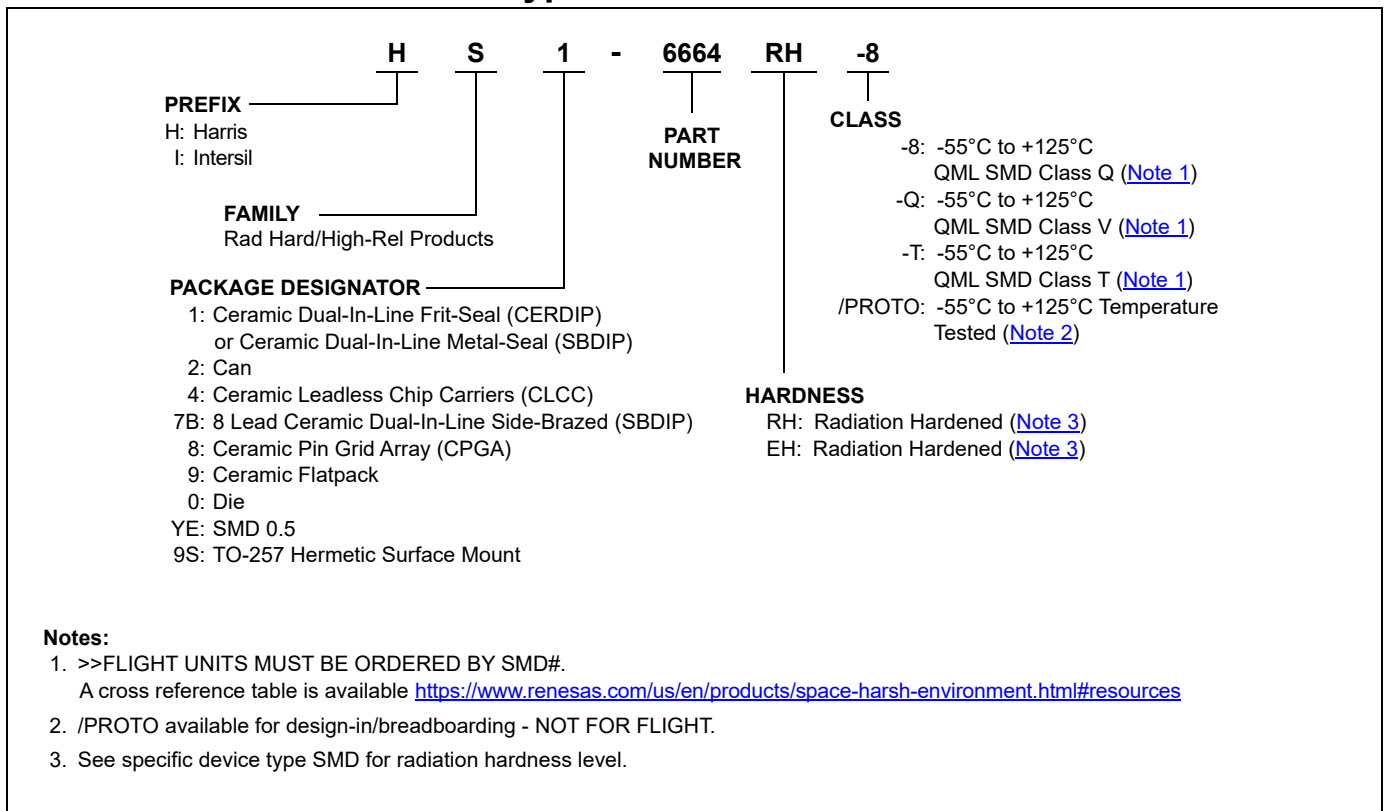 H S 1 - 6664 RH -8
PREFIX
H: Harris
I: Intersil
FAMILY
Rad Hard/High-Rel Products
PACKAGE DESIGNATOR
1: Ceramic Dual-In-Line Frit-Seal (CERDIP)
or Ceramic Dual-In-Line Metal-Seal (SBDIP)
2: Can
4: Ceramic Leadless Chip Carriers (CLCC)
7B: 8 Lead Ceramic Dual-In-Line Side-Brazed (SBDIP)
8: Ceramic Pin Grid Array (CPGA)
9: Ceramic Flatpack
0: Die
YE: SMD 0.5
9S: TO-257 Hermetic Surface Mount
PART
NUMBER
CLASS
-8: -55°C to +125°C
QML SMD Class Q (Note 1)
-Q: -55°C to +125°C
QML SMD Class V (Note 1)
-T: -55°C to +125°C
QML SMD Class T (Note 1)
/PROTO: -55°C to +125°C Temperature
Tested (Note 2)
HARDNESS
RH: Radiation Hardened (Note 3)
EH: Radiation Hardened (Note 3)
Notes:
1. >>FLIGHT UNITS MUST BE ORDERED BY SMD#.
A cross reference table is available https://www.renesas.com/us/en/products/space-harsh-environment.html#resources
2. /PROTO available for design-in/breadboarding - NOT FOR FLIGHT.
3. See specific device type SMD for radiation hardness level.